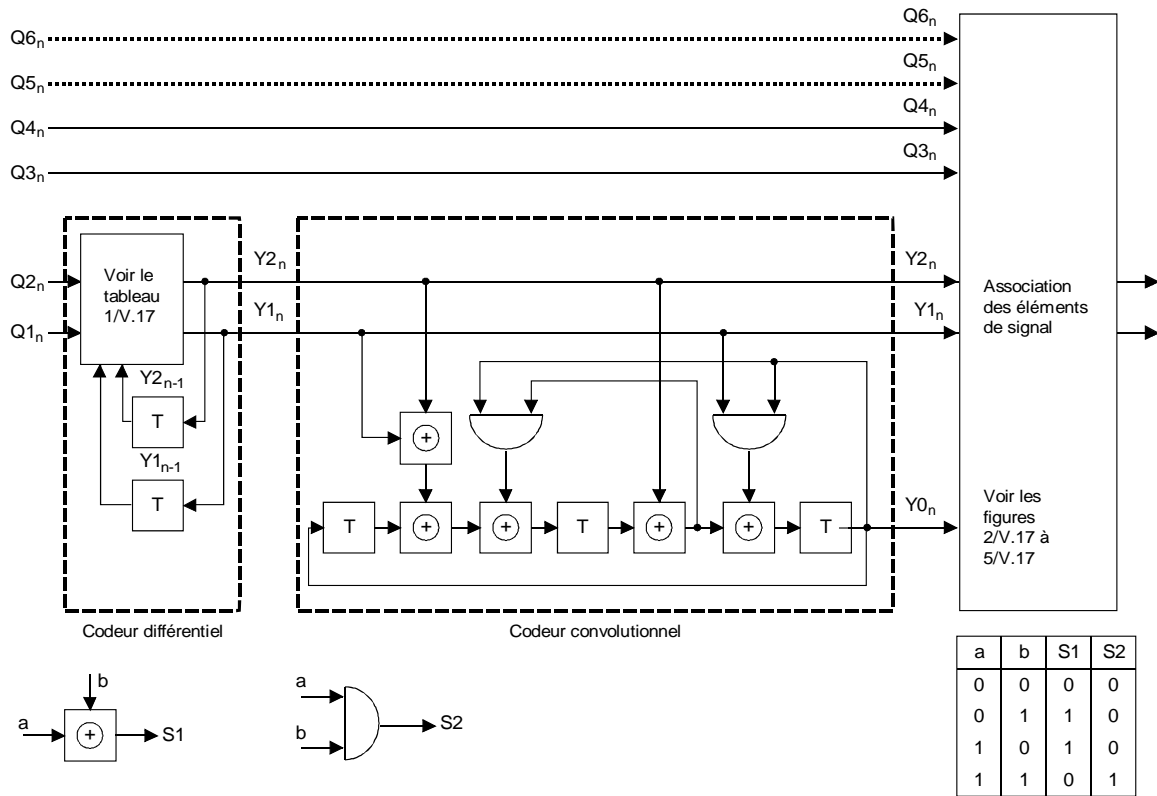 Q6n
Q6n
Q5n
Q5n
Q4n
Q4n
Q3n
Q3n
Q2n
Q1n
Voir le
tableau
1/V.17
Y2n
Y1n
Y2n
Y1n
Association
des éléments
de signal
Y2n-1
T
Y1n-1
T
+
T
+
+
T
+
+
T
Y0n
Voir les
figures
2/V.17 à
5/V.17
Codeur différentiel
Codeur convolutionnel
b
a
+
S1
a
b
S2
a b S1 S2
0 0 0 0
0 1 1 0
1 0 1 0
1 1 0 1